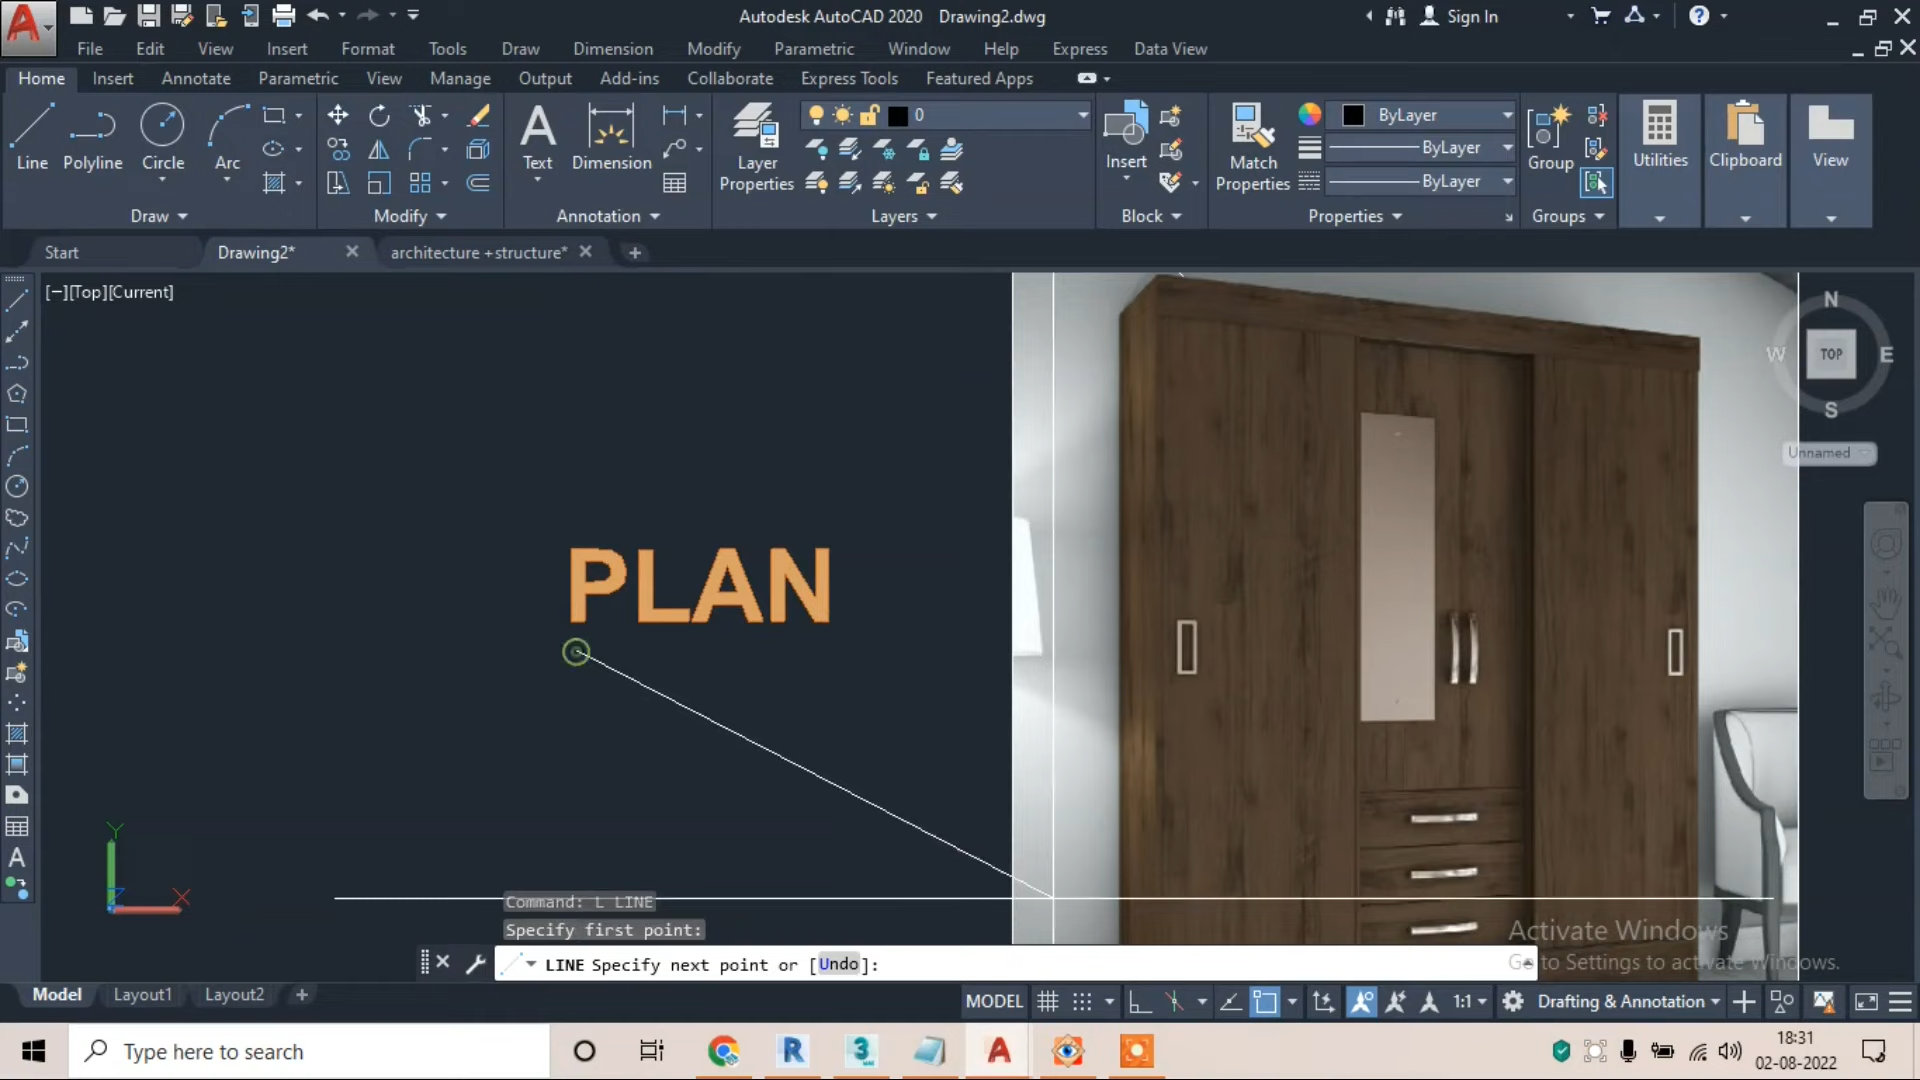 Autodesk AutoCAD 2020 Drawing2.dwg
Sign In
File Edit View Insert Format Tools Draw Dimension Modify Parametric Window Help Express Data View
Home Insert Annotate Parametric View Manage Output Add-ins Collaborate Express Tools Featured Apps
Line Polyline Circle Arc
Text Dimension
Layer Properties
0
Insert
Match Properties
ByLayer
ByLayer
ByLayer
Group
Utilities Clipboard View
Draw Modify Annotation Layers Block Properties Groups
Start Drawing2* architecture +structure*
[−][Top][Current]
N
W TOP E
S
Unnamed
PLAN
Y
X
Z
Command: L LINE
Specify first point:
LINE Specify next point or [Undo]:
Activate Windows
Go to Settings to activate Windows.
Model Layout1 Layout2
MODEL 1:1 Drafting & Annotation
Type here to search
R
3
A
18:31
02-08-2022